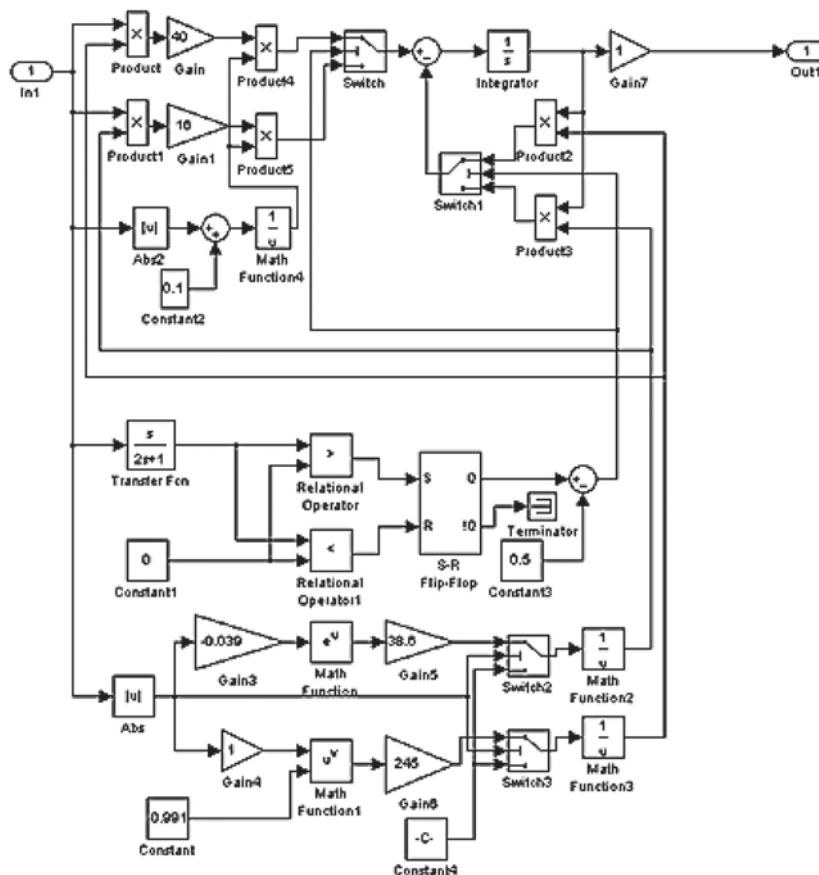 1
In1
×
Product
40
Gain
×
Product4
Switch
+
−
1
s
Integrator
1
Gain7
1
Out1
×
Product1
16
Gain1
×
Product5
×
Product2
Switch1
×
Product3
|u|
Abs2
+
+
1
u
Math
Function4
0.1
Constant2
s
2s+1
Transfer Fcn
>
Relational
Operator
S
Q
R
!Q
S-R
Flip-Flop
+
−
Terminator
<
Relational
Operator1
0
Constant1
0.5
Constant3
-0.039
Gain3
e^u
Math
Function
38.6
Gain5
Switch2
1
u
Math
Function2
|u|
Abs
1
Gain4
u^v
Math
Function1
245
Gain6
Switch3
1
u
Math
Function3
0.991
Constant
-C-
Constant4